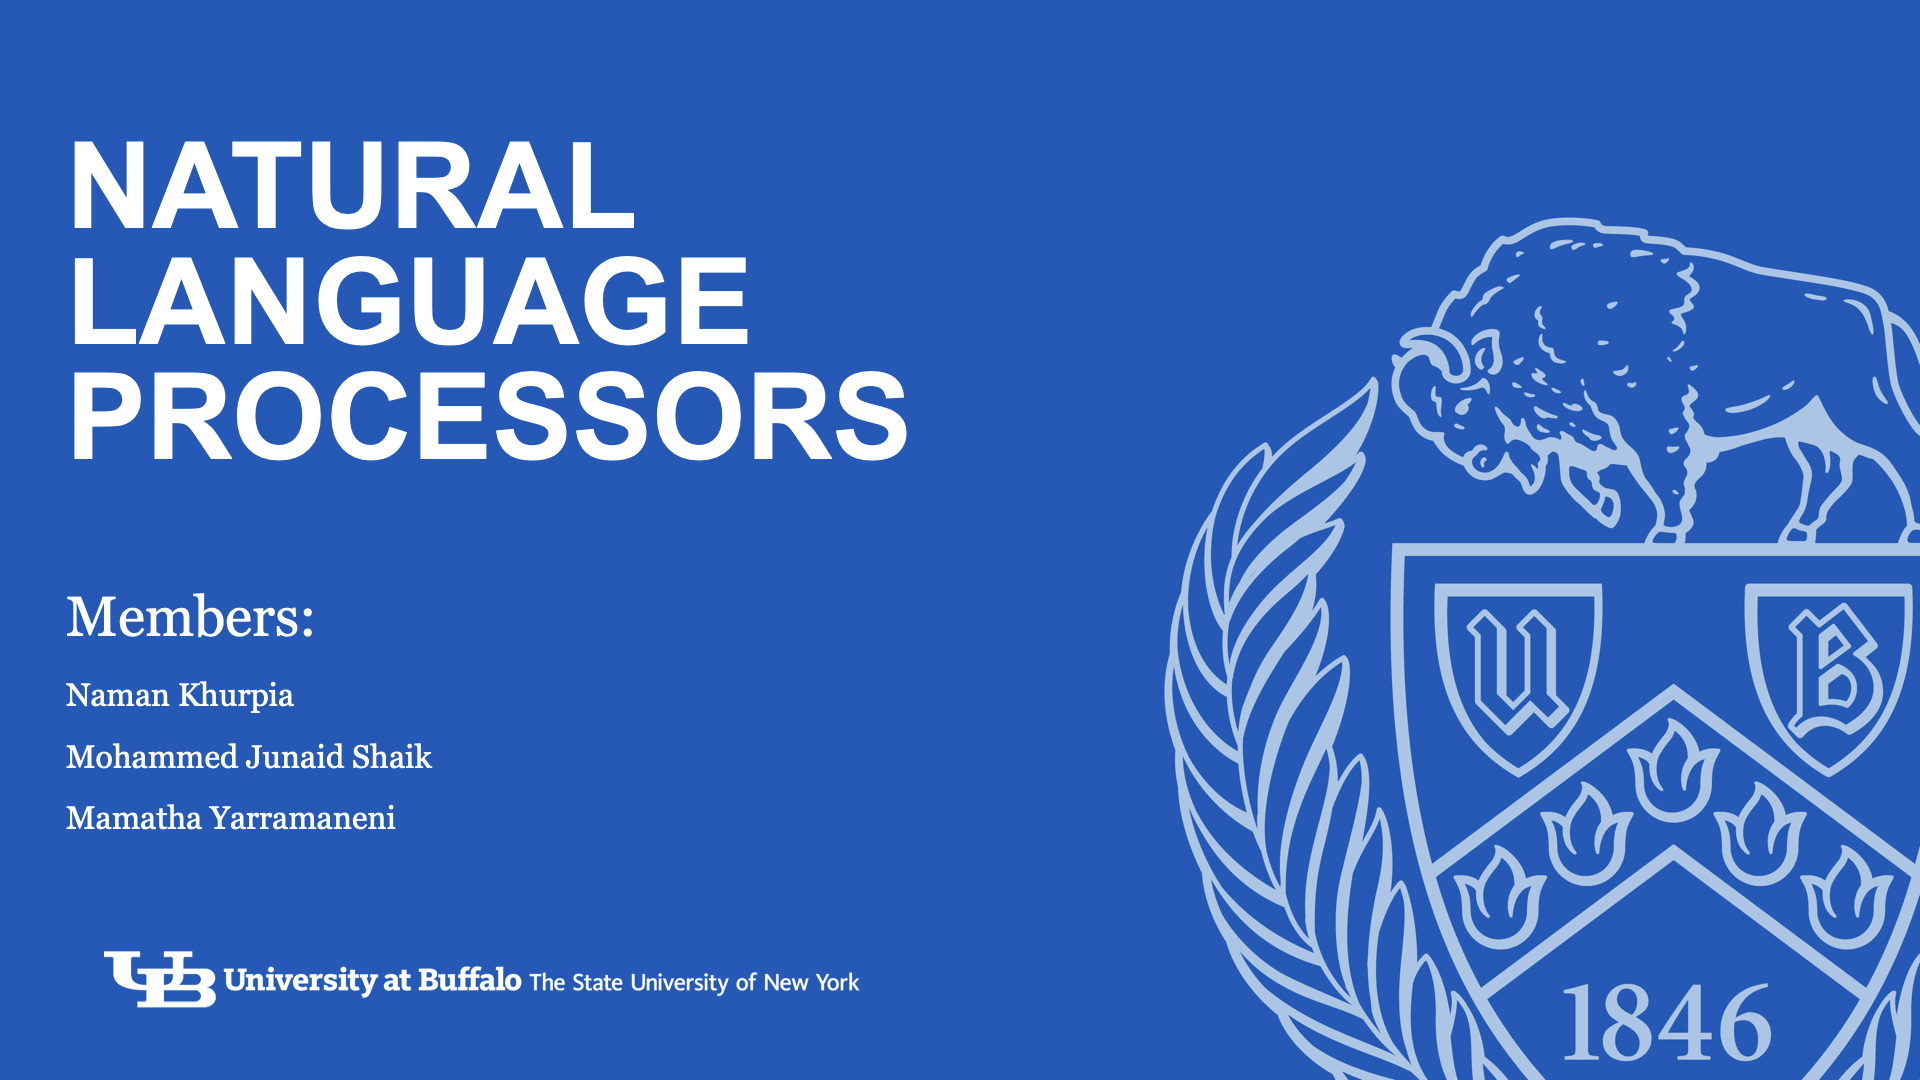 NATURAL
LANGUAGE
PROCESSORS
Members:
Naman Khurpia
Mohammed Junaid Shaik
Mamatha Yarramaneni
UB University at Buffalo The State University of New York
U B
1846